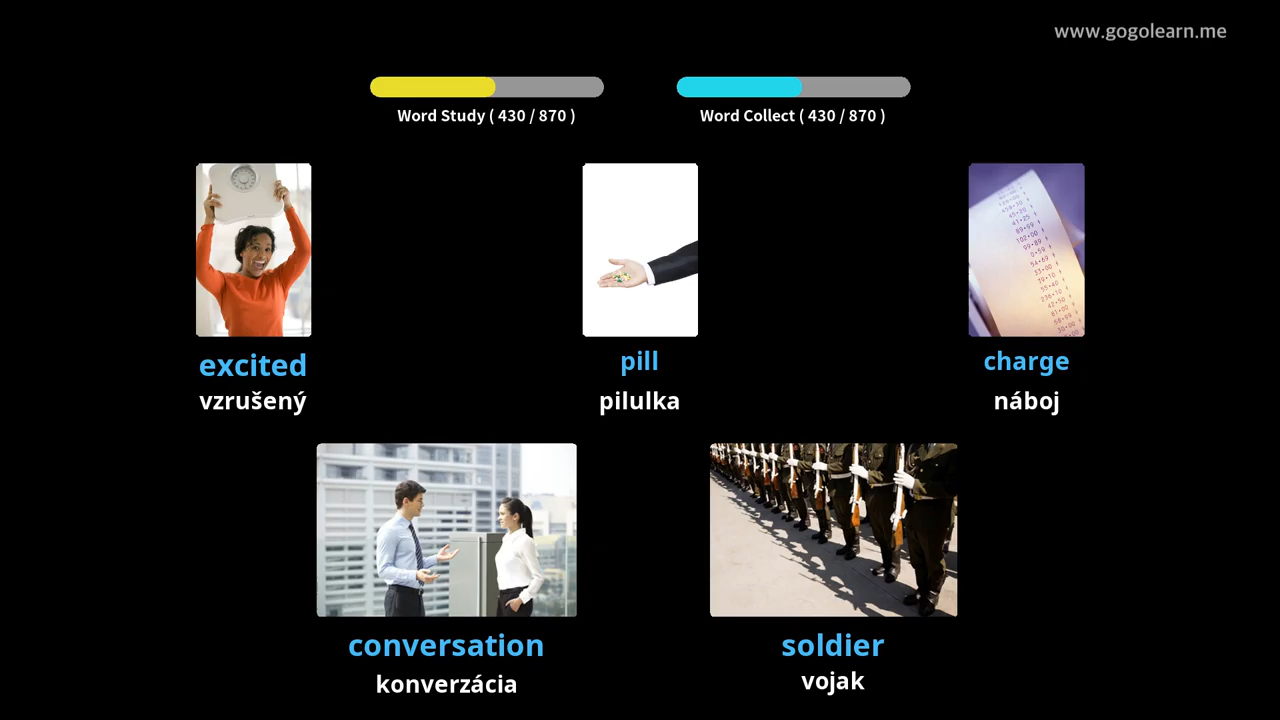 www.gogolearn.me
Word Study ( 430 / 870 )
Word Collect ( 430 / 870 )
excited
vzrušený
pill
pilulka
charge
náboj
conversation
konverzácia
soldier
vojak